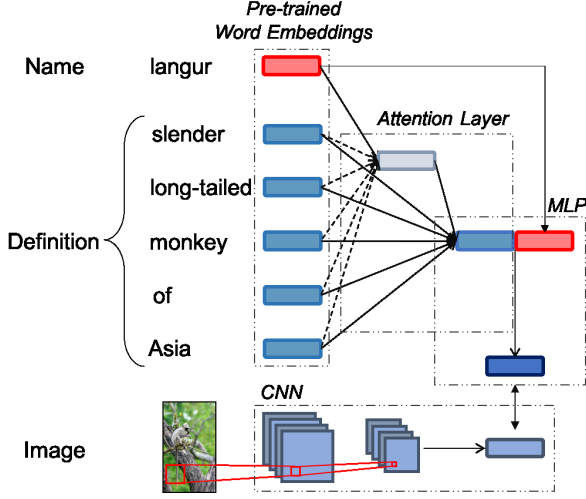 Pre-trained
Word Embeddings
Name
langur
Attention Layer
slender
long-tailed
MLP
Definition
monkey
of
Asia
CNN
Image